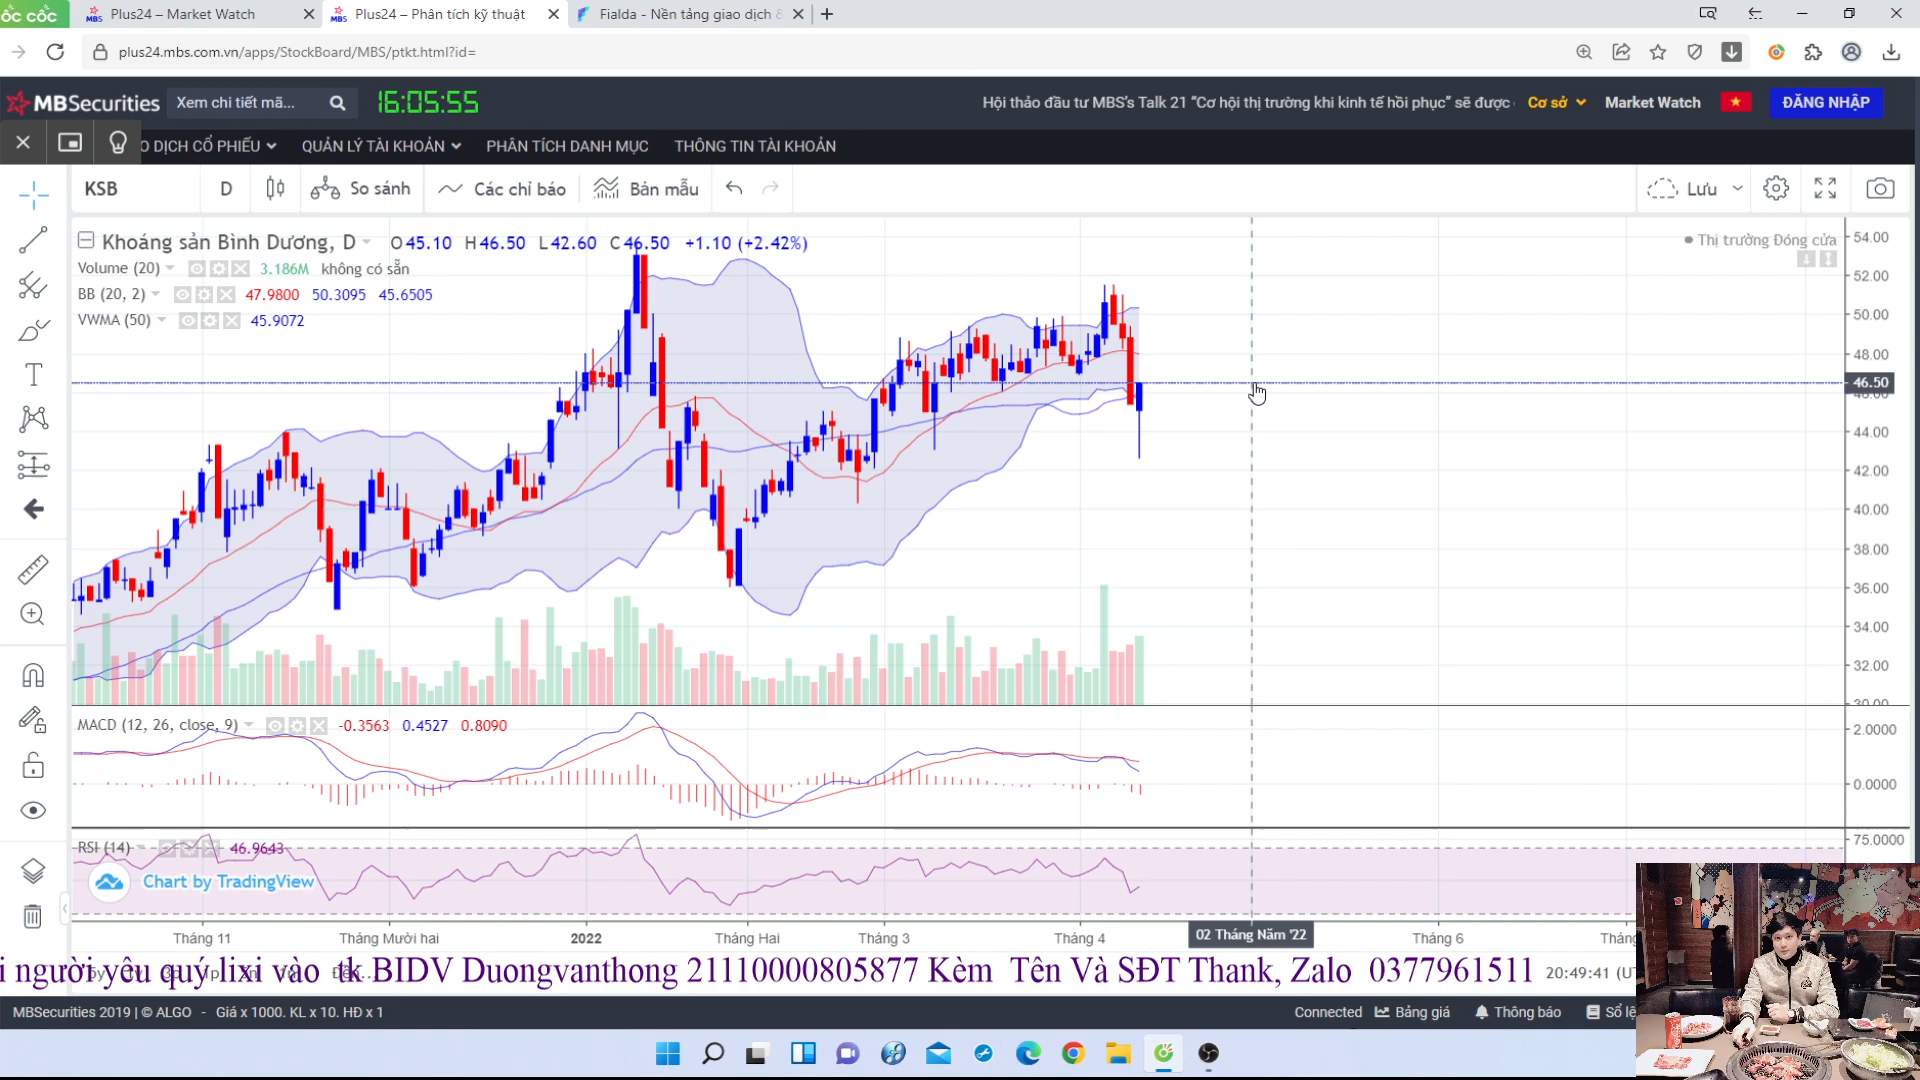 ốc cốc
Plus24 – Market Watch
Plus24 – Phân tích kỹ thuật
Fialda - Nền tảng giao dịch
plus24.mbs.com.vn/apps/StockBoard/MBS/ptkt.html?id=
MBSecurities
Xem chi tiết mã...
16:05:55
Hội thảo đầu tư MBS's Talk 21 "Cơ hội thị trường khi kinh tế hồi phục" sẽ được
Cơ sở
Market Watch
ĐĂNG NHẬP
O DỊCH CỔ PHIẾU
QUẢN LÝ TÀI KHOẢN
PHÂN TÍCH DANH MỤC
THÔNG TIN TÀI KHOẢN
KSB
D
So sánh
Các chỉ báo
Bản mẫu
Lưu
Khoáng sản Bình Dương, D
O45.10 H46.50 L42.60 C46.50 +1.10 (+2.42%)
Thị trường Đóng cửa
Volume (20) 3.186M không có sẵn
BB (20, 2) 47.9800 50.3095 45.6505
VWMA (50) 45.9072
54.00
52.00
50.00
48.00
46.50
46.00
44.00
42.00
40.00
38.00
36.00
34.00
32.00
30.00
MACD (12, 26, close, 9) -0.3563 0.4527 0.8090
2.0000
0.0000
RSI (14) 46.9643
75.0000
Chart by TradingView
Tháng 11
Tháng Mười hai
2022
Tháng Hai
Tháng 3
Tháng 4
02 Tháng Năm '22
Tháng 6
i người yêu quý lixi vào tk BIDV Duongvanthong 21110000805877 Kèm Tên Và SĐT Thank, Zalo 0377961511
20:49:41
MBSecurities 2019 | © ALGO - Giá x 1000. KL x 10. HĐ x 1
Connected
Bảng giá
Thông báo
Sổ lệ